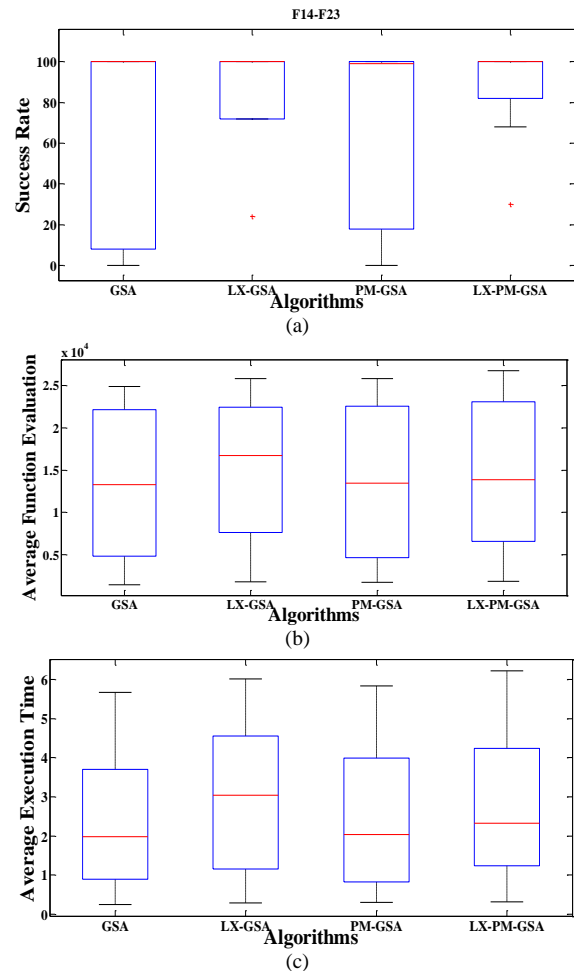 F14-F23
100
80
60
40
20
0
Success Rate
GSA LX-GSA PM-GSA LX-PM-GSA
Algorithms
(a)
x 10^4
2.5
2
1.5
1
0.5
Average Function Evaluation
GSA LX-GSA PM-GSA LX-PM-GSA
Algorithms
(b)
6
5
4
3
2
1
0
Average Execution Time
GSA LX-GSA PM-GSA LX-PM-GSA
Algorithms
(c)